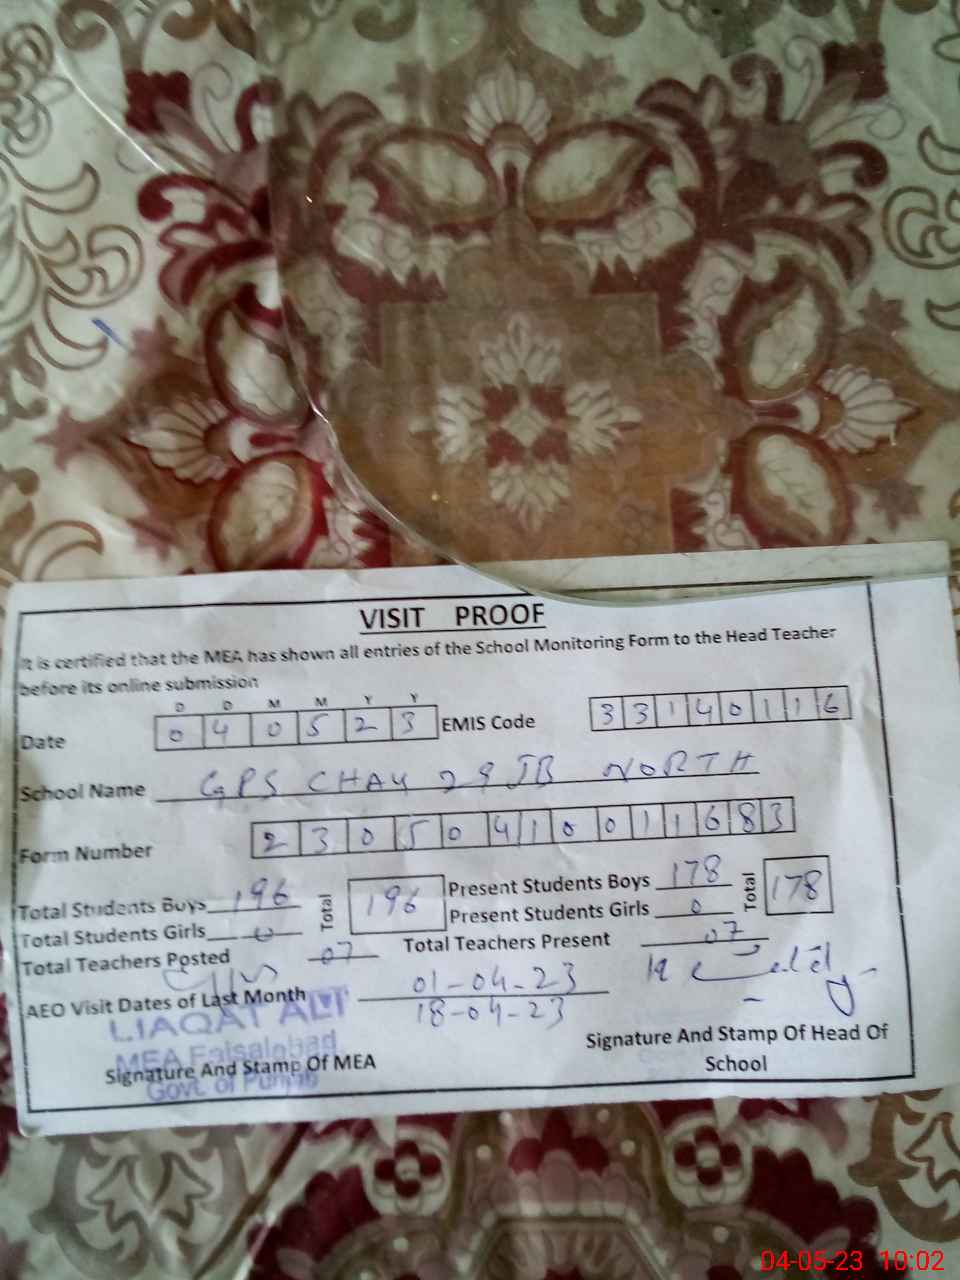 VISIT PROOF
It is certified that the MEA has shown all entries of the School Monitoring Form to the Head Teacher
before its online submission
D D M M Y Y
Date 0 4 0 5 2 3 EMIS Code 3 3 1 4 0 1 1 6
School Name GPS CHAK 29 JB NORTH
Form Number 2 3 0 5 0 4 1 0 0 1 1 6 8 3
Total Students Boys 196 Total 196 Present Students Boys 178 Total 178
Total Students Girls 0 Present Students Girls 0
Total Teachers Posted 07 Total Teachers Present 07
AEO Visit Dates of Last Month 01-04-23
18-04-23
LIAQAT ALI
MEA Faisalabad
Govt. of Punjab
Signature And Stamp Of MEA
Signature And Stamp Of Head Of
School
04-05-23 10:02